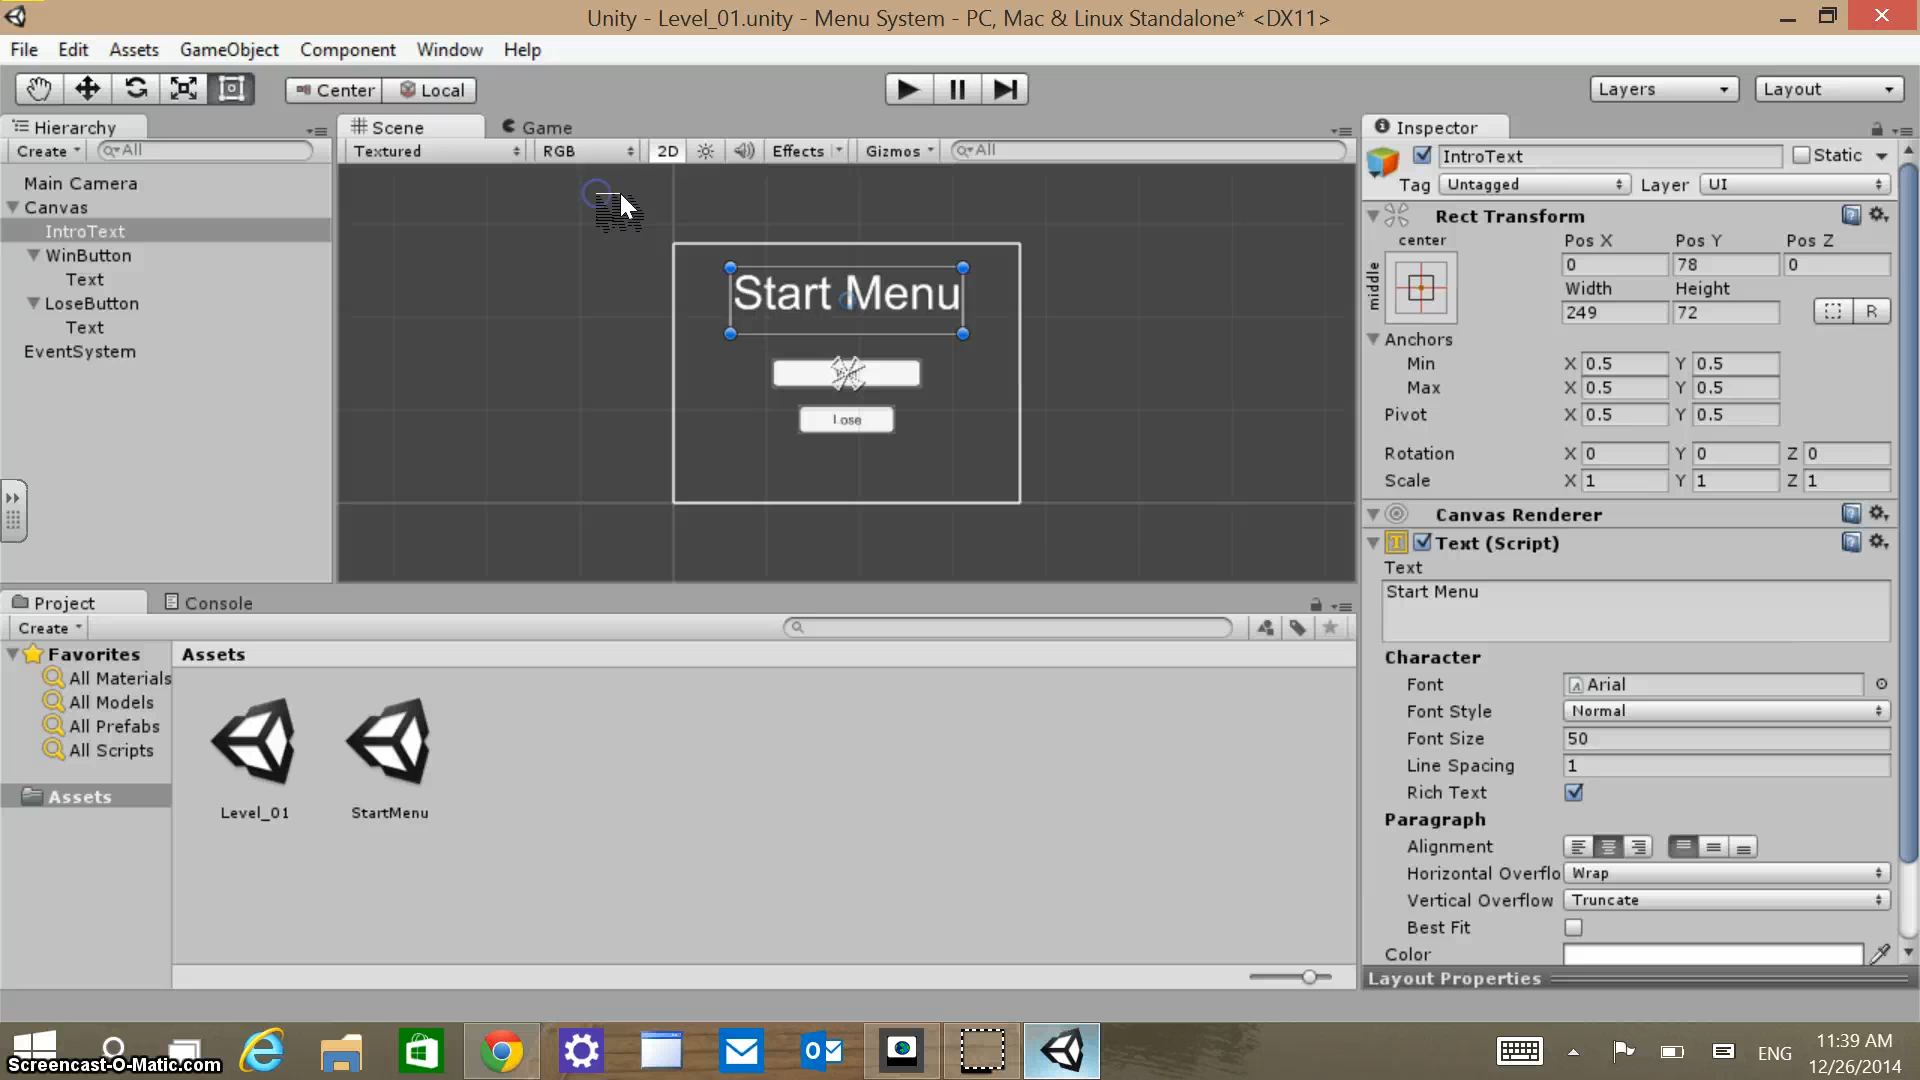 Unity - Level_01.unity - Menu System - PC, Mac & Linux Standalone* <DX11>
File Edit Assets GameObject Component Window Help
Center Local Layers Layout
Hierarchy
Create All
Main Camera
Canvas
IntroText
WinButton
Text
LoseButton
Text
EventSystem
Scene Game
Textured RGB 2D Effects Gizmos All
Start Menu
Lose
Inspector
IntroText Static
Tag Untagged Layer UI
Rect Transform
center
middle
Pos X Pos Y Pos Z
0 78 0
Width Height
249 72 R
Anchors
Min X 0.5 Y 0.5
Max X 0.5 Y 0.5
Pivot X 0.5 Y 0.5
Rotation X 0 Y 0 Z 0
Scale X 1 Y 1 Z 1
Canvas Renderer
Text (Script)
Text
Start Menu
Character
Font Arial
Font Style Normal
Font Size 50
Line Spacing 1
Rich Text
Paragraph
Alignment
Horizontal Overflo Wrap
Vertical Overflow Truncate
Best Fit
Color
Layout Properties
Project Console
Create
Favorites
All Materials
All Models
All Prefabs
All Scripts
Assets
Assets
Level_01 StartMenu
Screencast-O-Matic.com
ENG
11:39 AM
12/26/2014